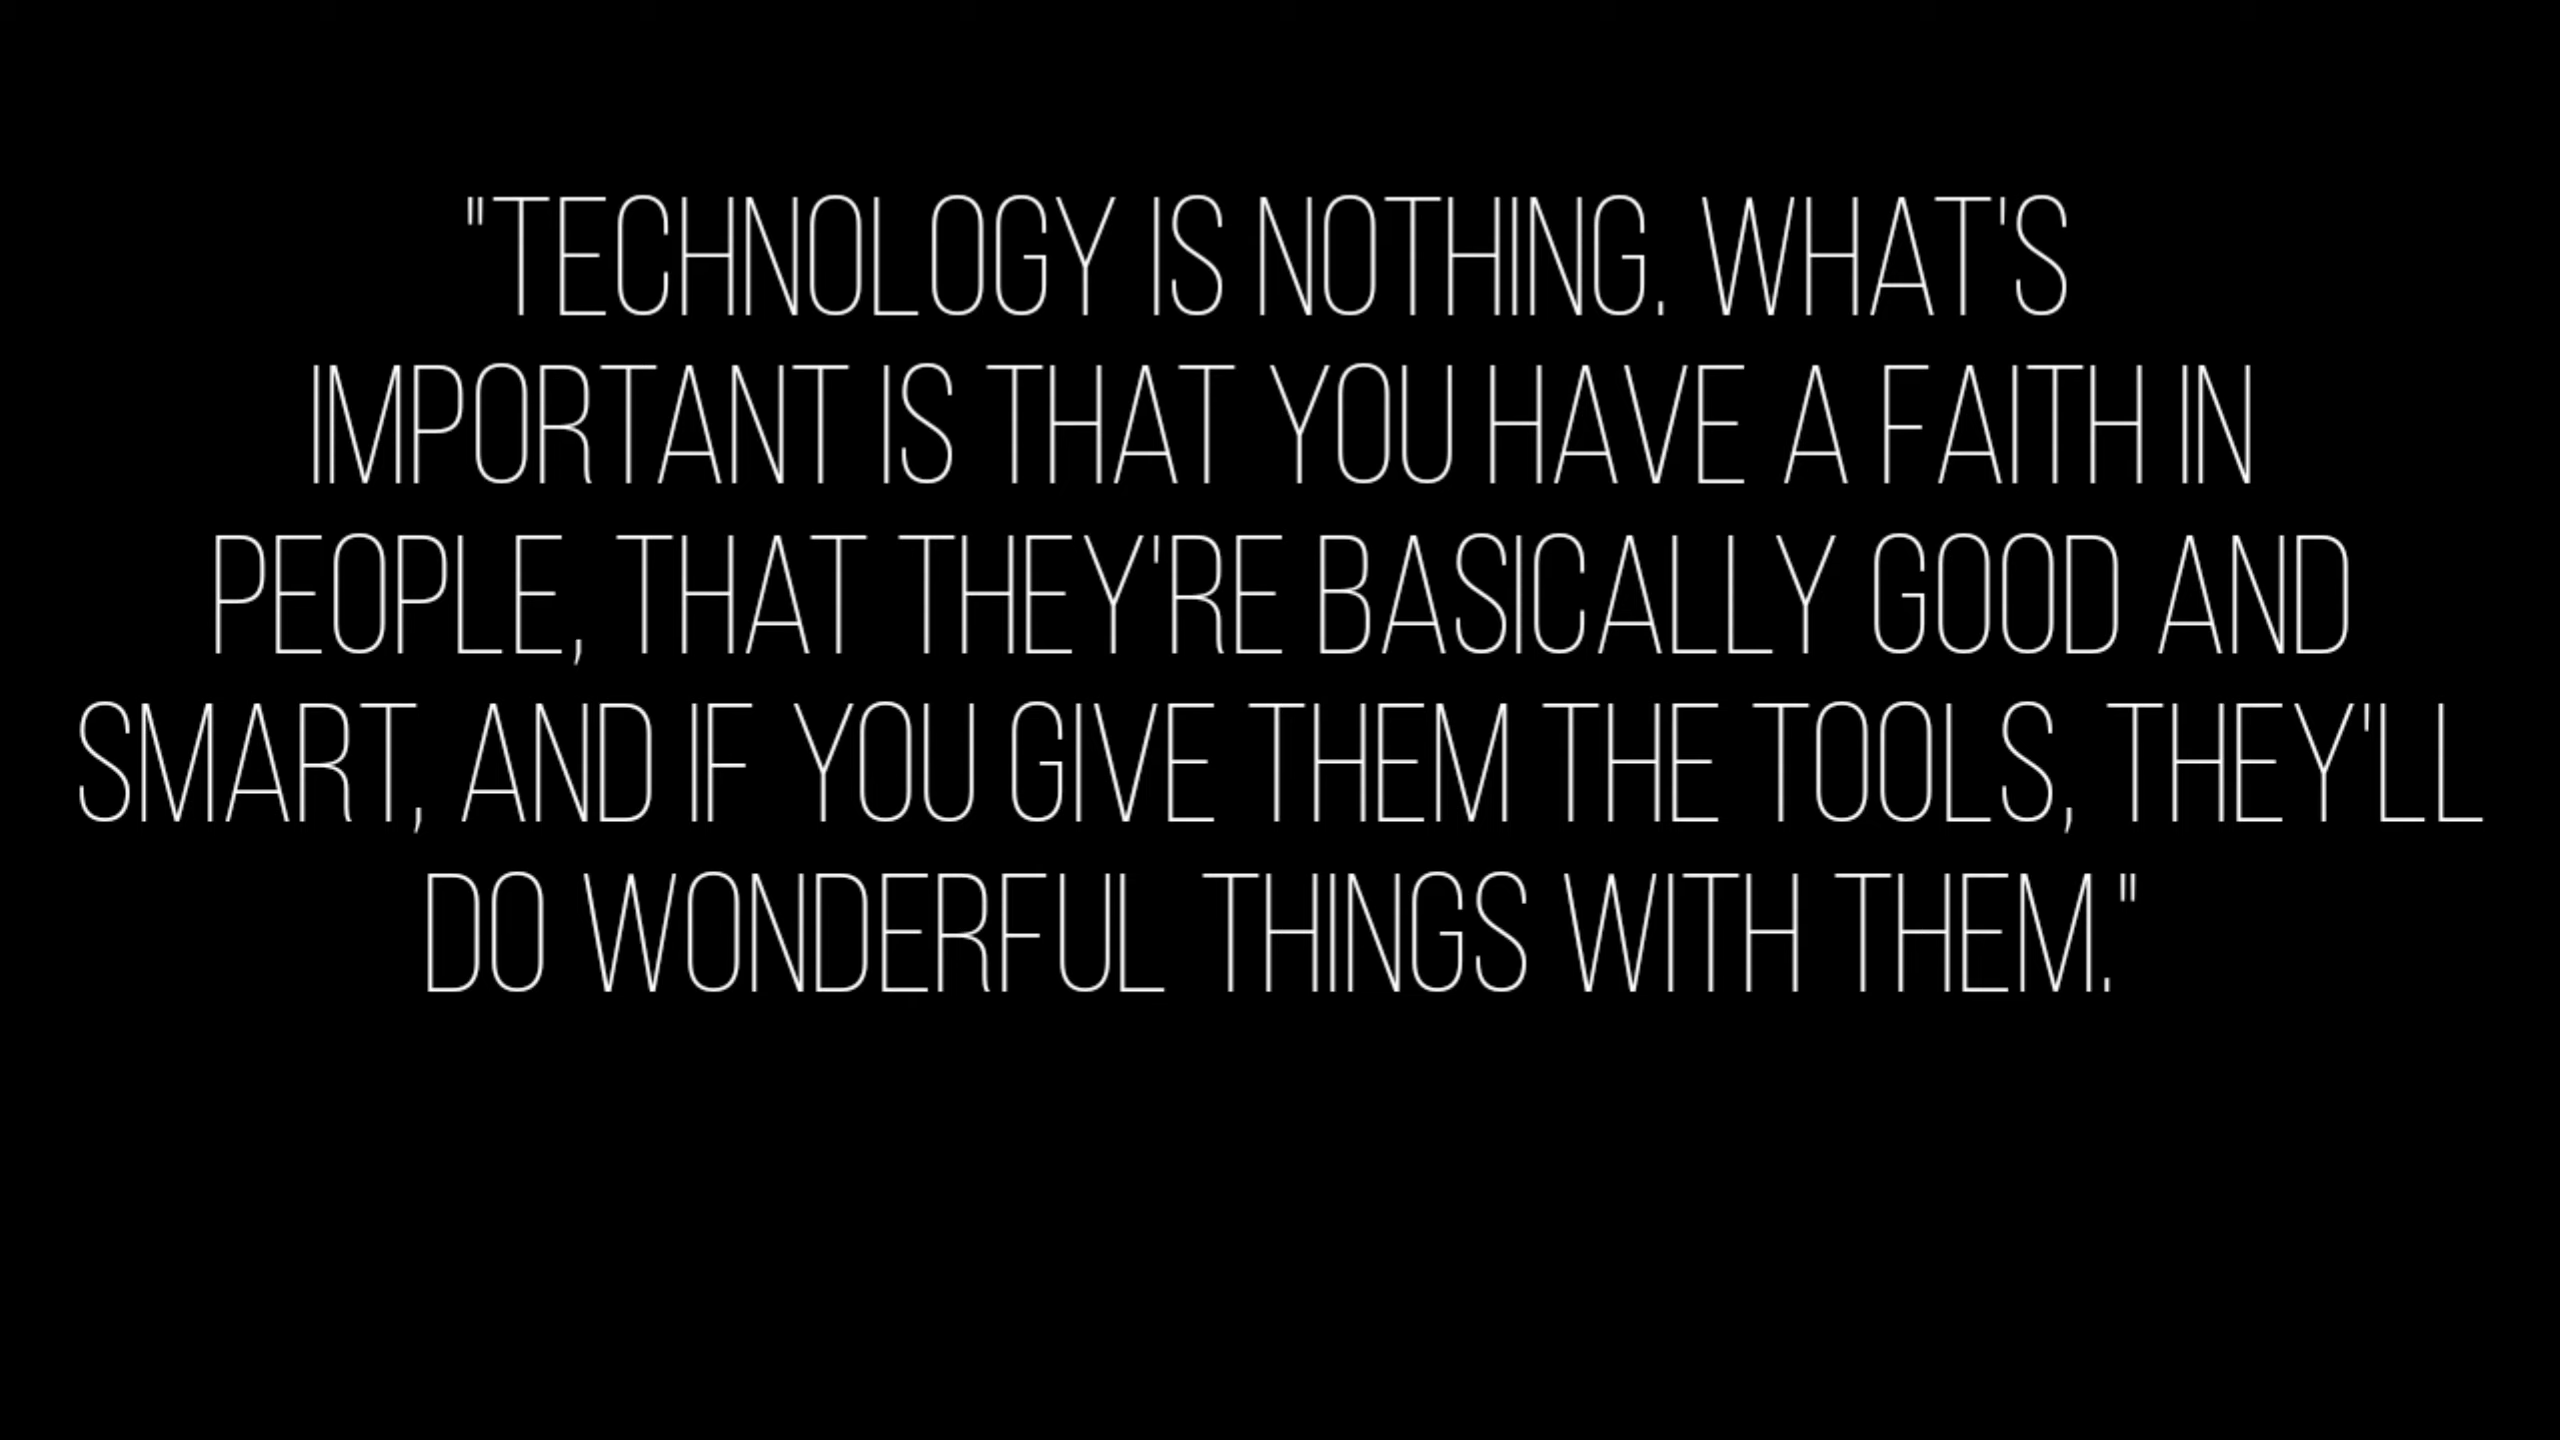 "TECHNOLOGY IS NOTHING. WHAT'S
IMPORTANT IS THAT YOU HAVE A FAITH IN
PEOPLE, THAT THEY'RE BASICALLY GOOD AND
SMART, AND IF YOU GIVE THEM THE TOOLS, THEY'LL
DO WONDERFUL THINGS WITH THEM."